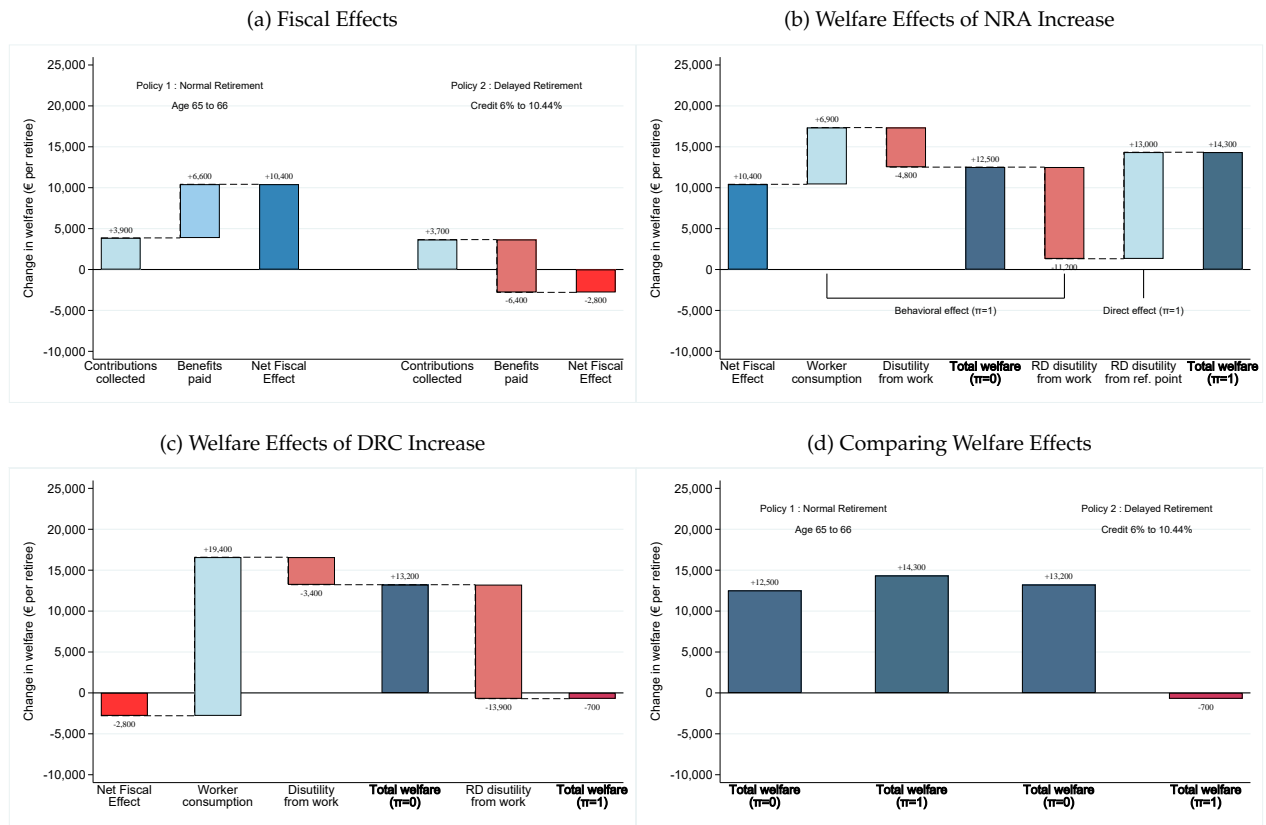 (a) Fiscal Effects
Change in welfare (€ per retiree)
25,000
20,000
15,000
10,000
5,000
0
-5,000
-10,000
Policy 1 : Normal Retirement
Age 65 to 66
Policy 2 : Delayed Retirement
Credit 6% to 10.44%
+3,900
+6,600
+10,400
+3,700
-6,400
-2,800
Contributions
collected
Benefits
paid
Net Fiscal
Effect
Contributions
collected
Benefits
paid
Net Fiscal
Effect
(b) Welfare Effects of NRA Increase
Change in welfare (€ per retiree)
25,000
20,000
15,000
10,000
5,000
0
-5,000
-10,000
+10,400
+6,900
-4,800
+12,500
-11,200
+13,000
+14,300
Behavioral effect (π=1)
Direct effect (π=1)
Net Fiscal
Effect
Worker
consumption
Disutility
from work
Total welfare
(π=0)
RD disutility
from work
RD disutility
from ref. point
Total welfare
(π=1)
(c) Welfare Effects of DRC Increase
Change in welfare (€ per retiree)
25,000
20,000
15,000
10,000
5,000
0
-5,000
-10,000
-2,800
+19,400
-3,400
+13,200
-13,900
-700
Net Fiscal
Effect
Worker
consumption
Disutility
from work
Total welfare
(π=0)
RD disutility
from work
Total welfare
(π=1)
(d) Comparing Welfare Effects
Change in welfare (€ per retiree)
25,000
20,000
15,000
10,000
5,000
0
-5,000
-10,000
Policy 1 : Normal Retirement
Age 65 to 66
Policy 2 : Delayed Retirement
Credit 6% to 10.44%
+12,500
+14,300
+13,200
-700
Total welfare
(π=0)
Total welfare
(π=1)
Total welfare
(π=0)
Total welfare
(π=1)